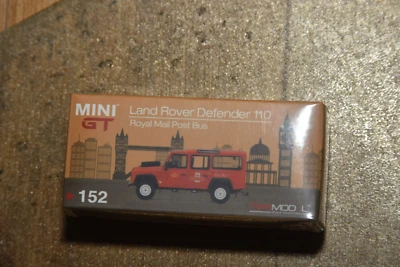 MINI GT
Land Rover Defender 110
Royal Mail Post Bus
152